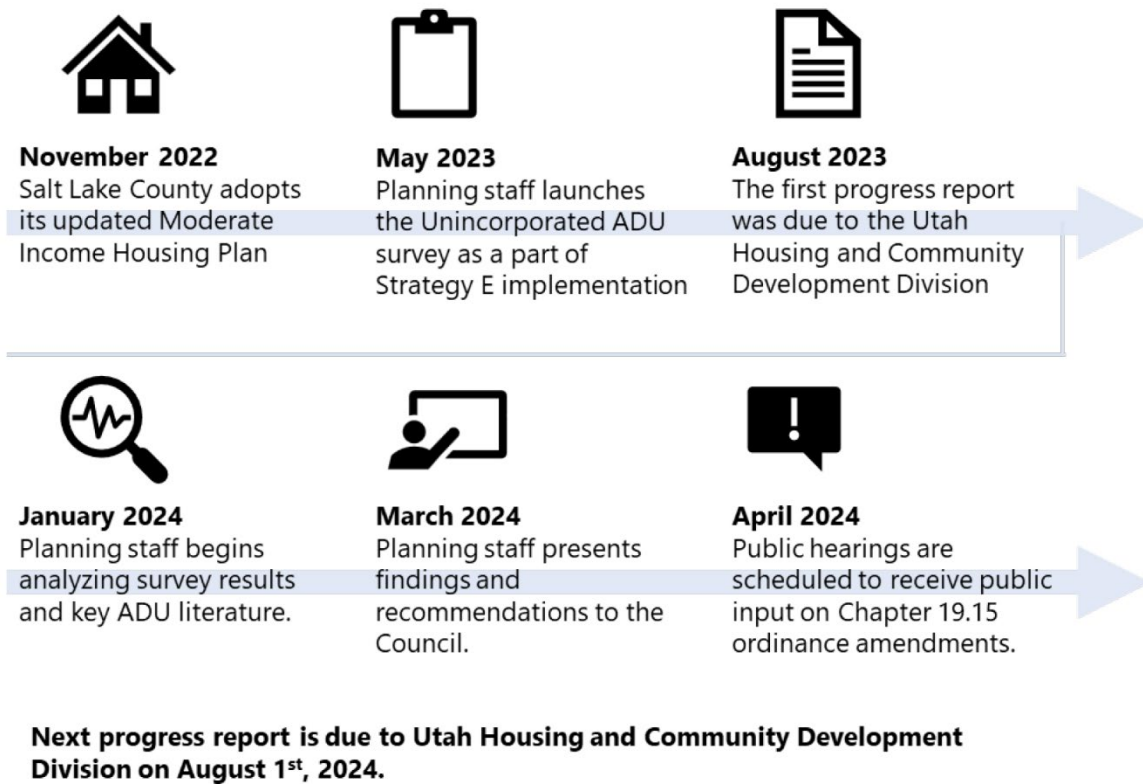 November 2022
Salt Lake County adopts
its updated Moderate
Income Housing Plan
May 2023
Planning staff launches
the Unincorporated ADU
survey as a part of
Strategy E implementation
August 2023
The first progress report
was due to the Utah
Housing and Community
Development Division
January 2024
Planning staff begins
analyzing survey results
and key ADU literature.
March 2024
Planning staff presents
findings and
recommendations to the
Council.
April 2024
Public hearings are
scheduled to receive public
input on Chapter 19.15
ordinance amendments.
Next progress report is due to Utah Housing and Community Development
Division on August 1st, 2024.